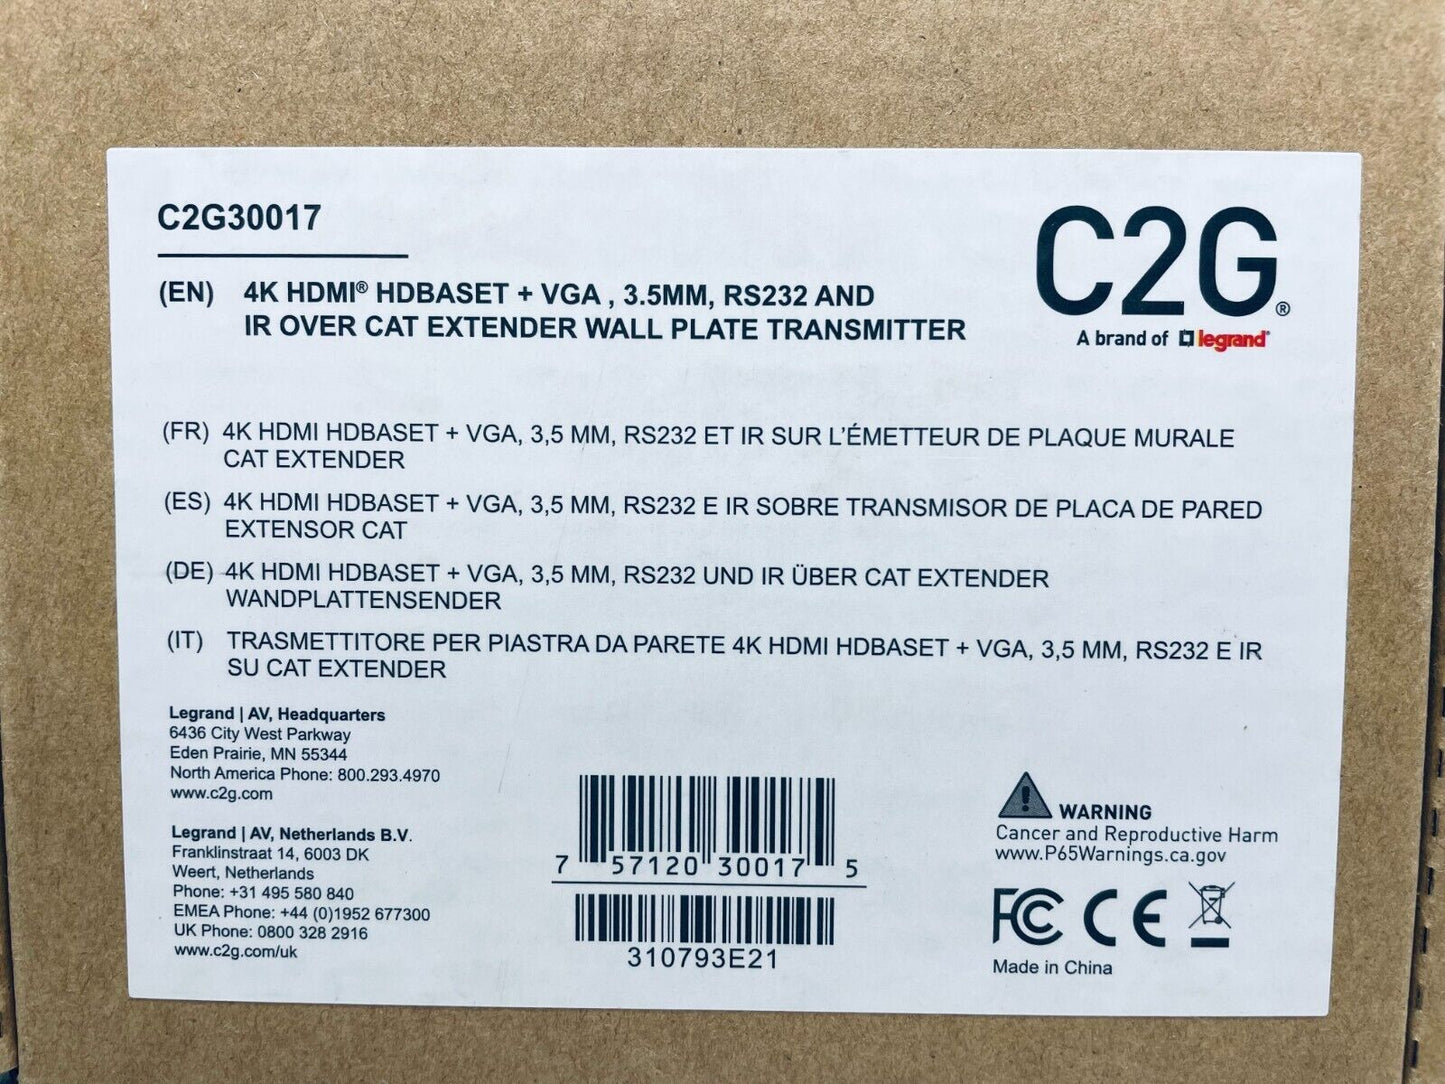 C2G30017
C2G®
A brand of legrand®
(EN) 4K HDMI® HDBASET + VGA , 3.5MM, RS232 AND
IR OVER CAT EXTENDER WALL PLATE TRANSMITTER
(FR) 4K HDMI HDBASET + VGA, 3,5 MM, RS232 ET IR SUR L'ÉMETTEUR DE PLAQUE MURALE
CAT EXTENDER
(ES) 4K HDMI HDBASET + VGA, 3,5 MM, RS232 E IR SOBRE TRANSMISOR DE PLACA DE PARED
EXTENSOR CAT
(DE) 4K HDMI HDBASET + VGA, 3,5 MM, RS232 UND IR ÜBER CAT EXTENDER
WANDPLATTENSENDER
(IT) TRASMETTITORE PER PIASTRA DA PARETE 4K HDMI HDBASET + VGA, 3,5 MM, RS232 E IR
SU CAT EXTENDER
Legrand | AV, Headquarters
6436 City West Parkway
Eden Prairie, MN 55344
North America Phone: 800.293.4970
www.c2g.com
Legrand | AV, Netherlands B.V.
Franklinstraat 14, 6003 DK
Weert, Netherlands
Phone: +31 495 580 840
EMEA Phone: +44 (0)1952 677300
UK Phone: 0800 328 2916
www.c2g.com/uk
7 57120 30017 5
310793E21
WARNING
Cancer and Reproductive Harm
www.P65Warnings.ca.gov
FC CE
Made in China